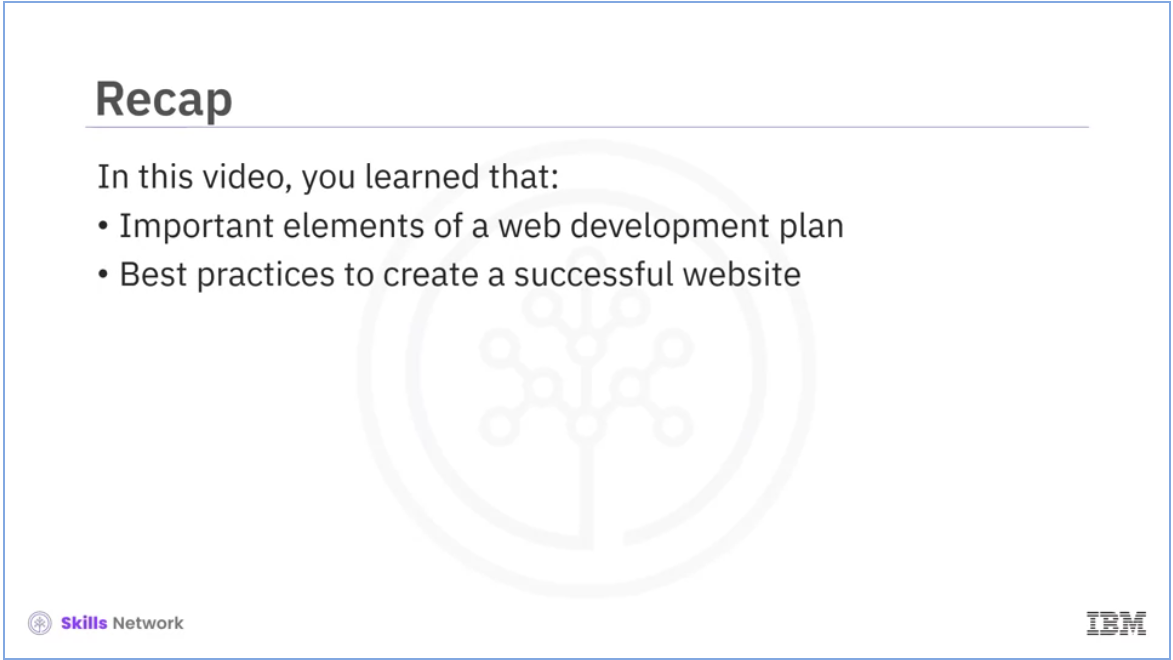 Recap
In this video, you learned that:
• Important elements of a web development plan
• Best practices to create a successful website
Skills Network
IBM